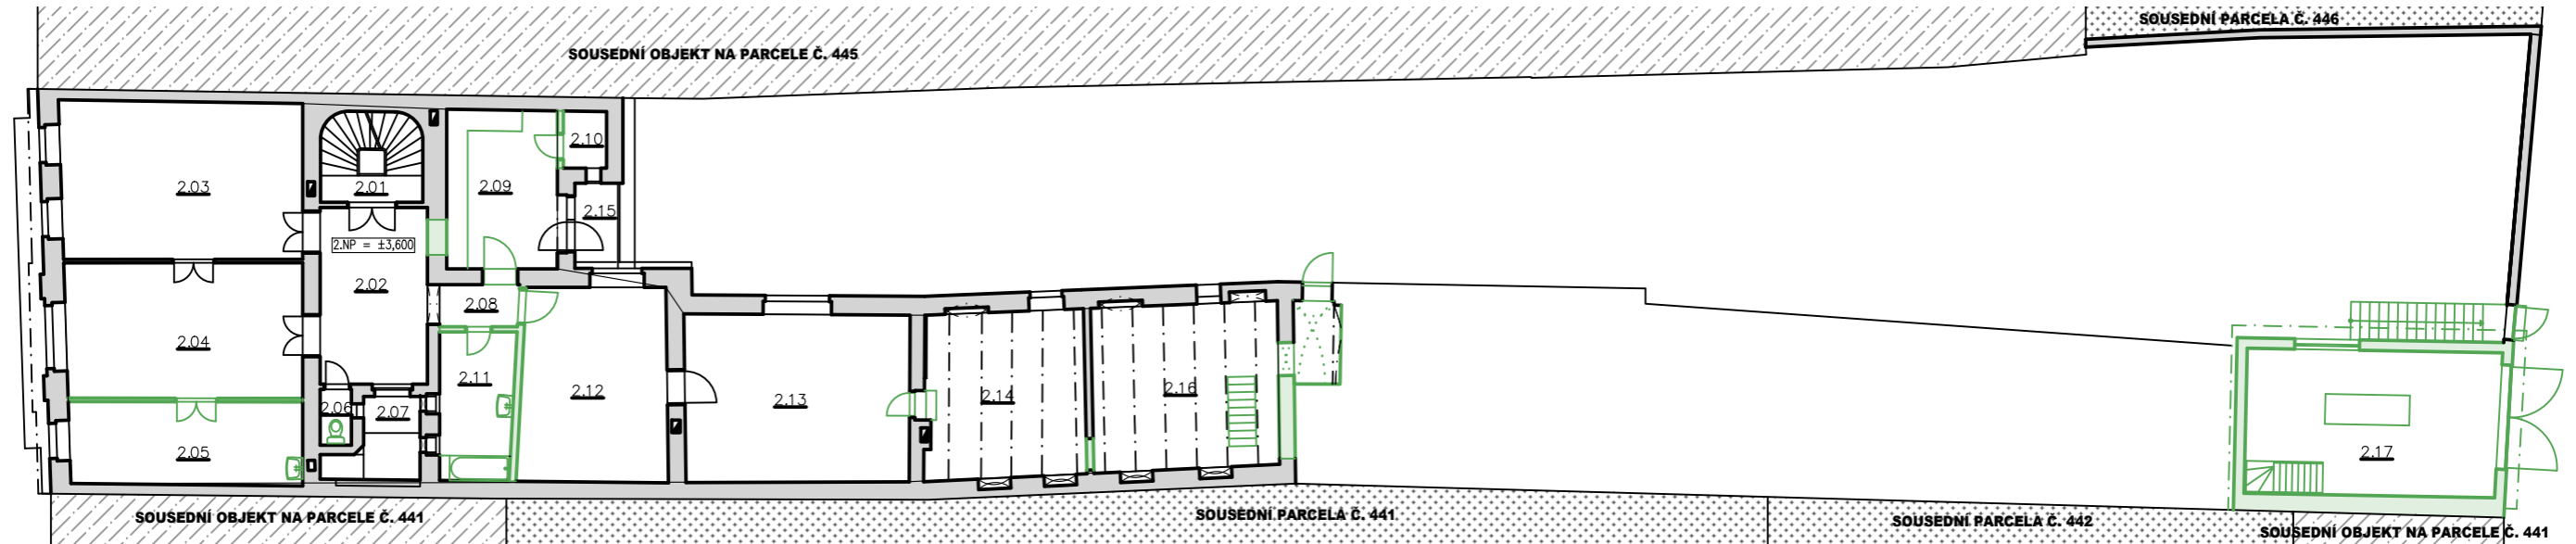 SOUSEDNÍ PARCELA Č. 446
SOUSEDNÍ OBJEKT NA PARCELE Č. 445
2.10
2.03
2.01
2.09
2.15
2.NP = ±3,600
2.02
2.08
2.04
2.11
2.12
2.13
2.14
2.16
2.06
2.07
2.05
2.17
SOUSEDNÍ OBJEKT NA PARCELE Č. 441
SOUSEDNÍ PARCELA Č. 441
SOUSEDNÍ PARCELA Č. 442
SOUSEDNÍ OBJEKT NA PARCELE Č. 441